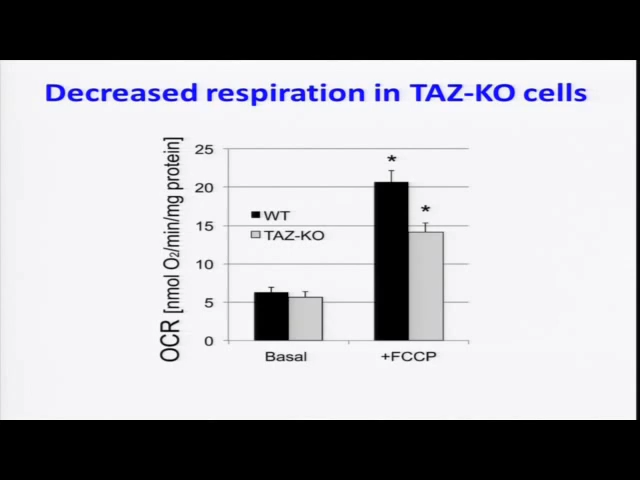 Decreased respiration in TAZ-KO cells
OCR [nmol O₂/min/mg protein]
25
20
15
10
5
0
*
*
WT
TAZ-KO
Basal
+FCCP